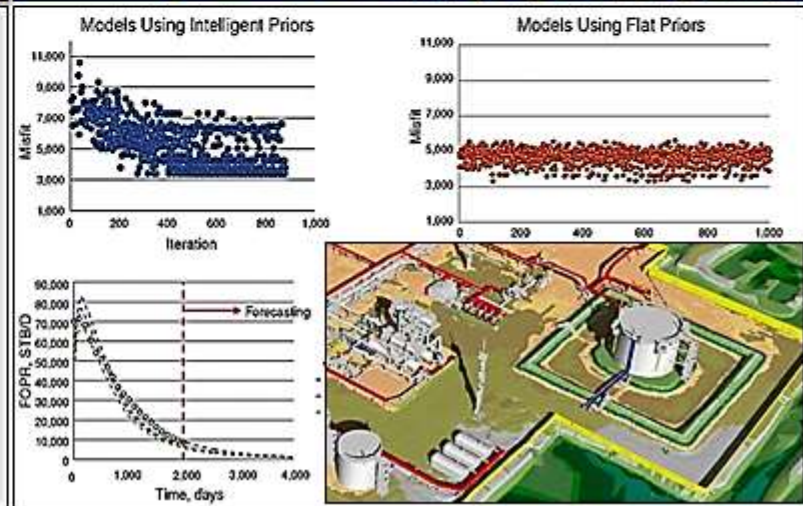 Models Using Intelligent Priors
11,000
9,000
7,000
5,000
3,000
1,000
Misfit
0 200 400 600 800 1,000
Iteration
Models Using Flat Priors
11,000
9,000
7,000
5,000
3,000
1,000
Misfit
0 200 400 600 800 1,000
90,000
80,000
70,000
60,000
50,000
40,000
30,000
20,000
10,000
0
FOPR, STB/D
Forecasting
0 1,000 2,000 3,000 4,000
Time, days